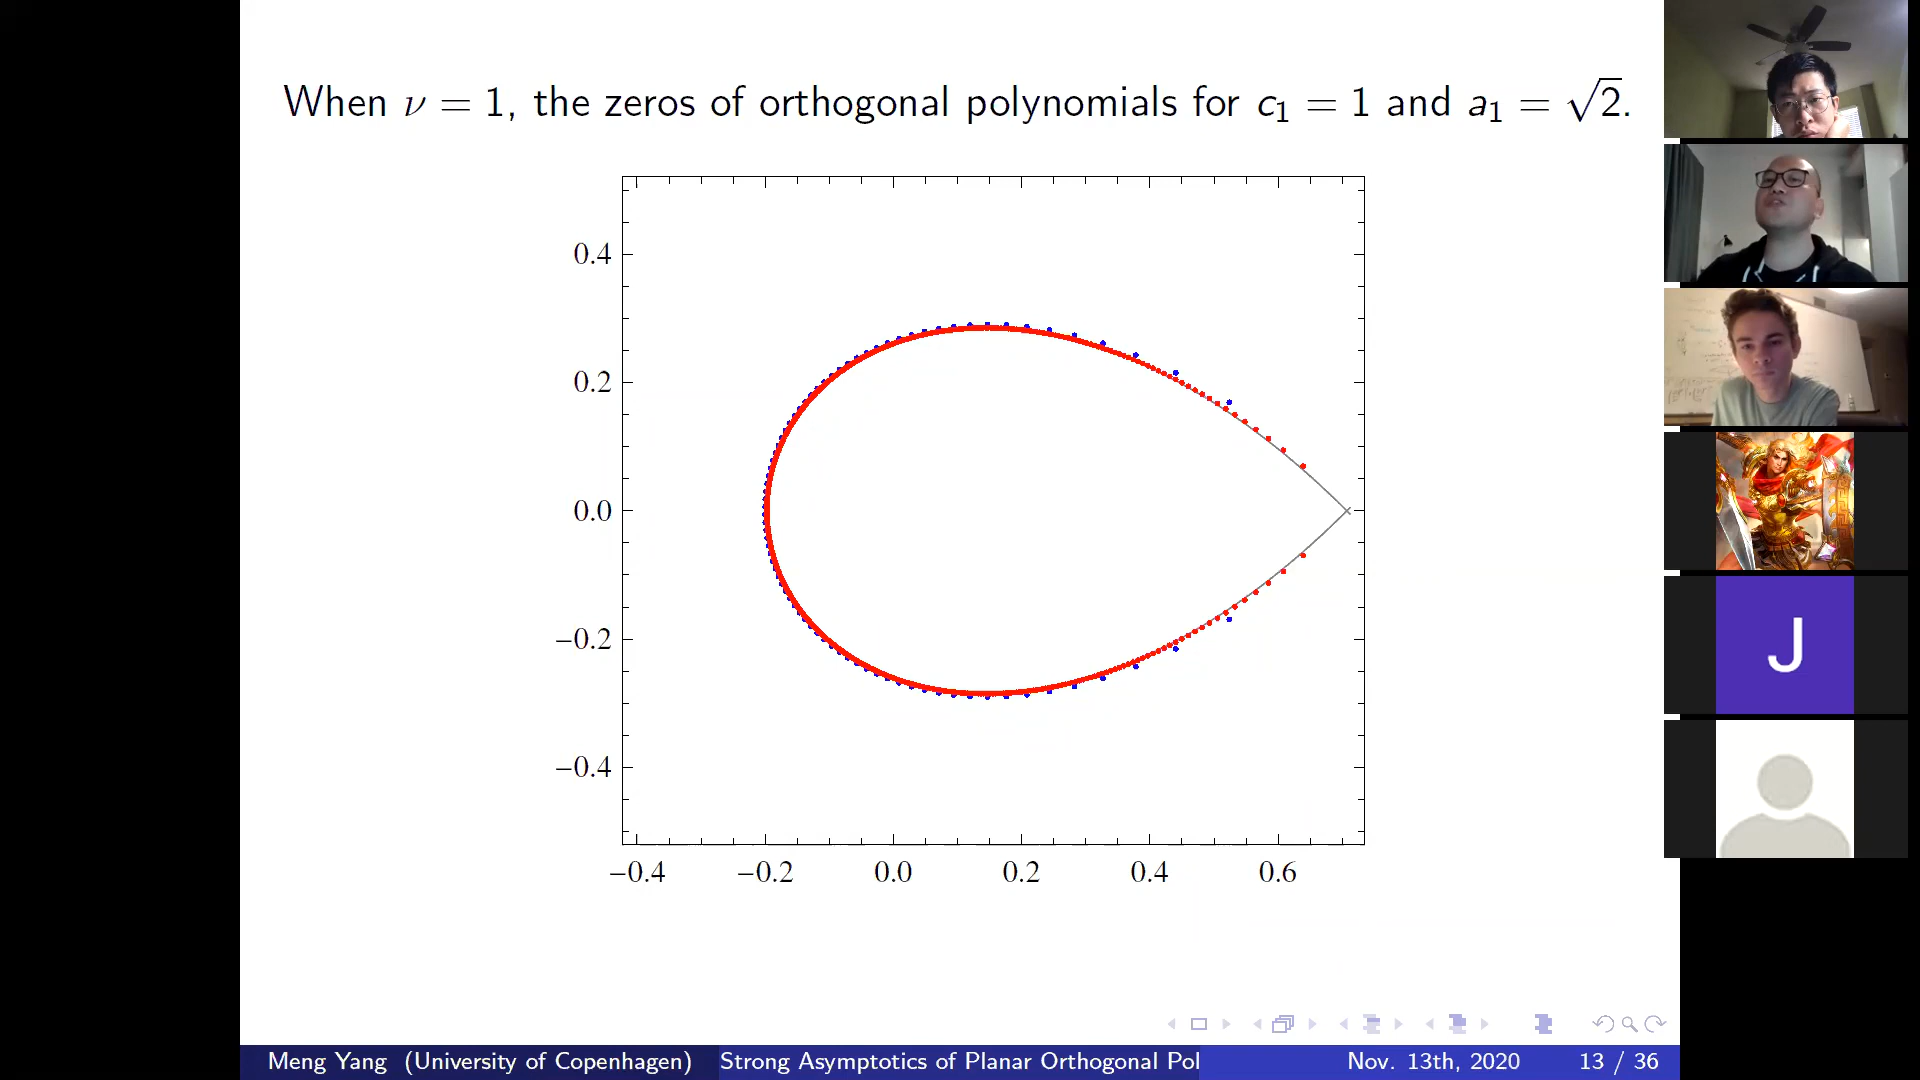 When ν = 1, the zeros of orthogonal polynomials for c₁ = 1 and a₁ = √2.
0.4
0.2
0.0
−0.2
−0.4
−0.4 −0.2 0.0 0.2 0.4 0.6
J
Meng Yang (University of Copenhagen) Strong Asymptotics of Planar Orthogonal Pol Nov. 13th, 2020 13 / 36